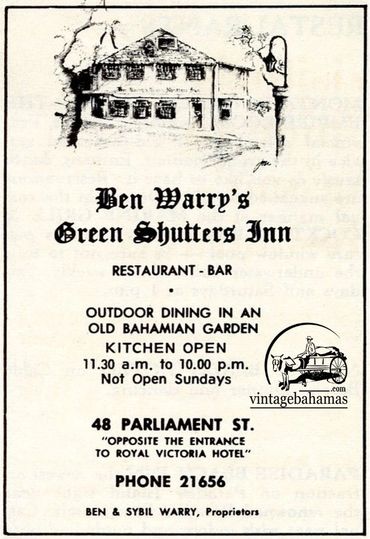 Ben Warry's
Green Shutters Inn
RESTAURANT - BAR
•
OUTDOOR DINING IN AN
OLD BAHAMIAN GARDEN
KITCHEN OPEN
11.30 a.m. to 10.00 p.m.
Not Open Sundays
.com
vintagebahamas
48 PARLIAMENT ST.
"OPPOSITE THE ENTRANCE
TO ROYAL VICTORIA HOTEL"
PHONE 21656
BEN & SYBIL WARRY, Proprietors